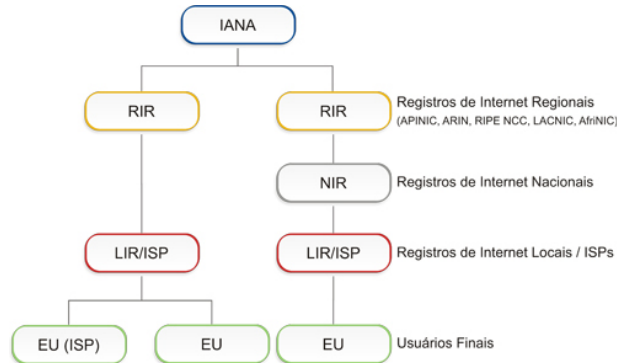 IANA
RIR
RIR
Registros de Internet Regionais
(APINIC, ARIN, RIPE NCC, LACNIC, AfriNIC)
NIR
Registros de Internet Nacionais
LIR/ISP
LIR/ISP
Registros de Internet Locais / ISPs
EU (ISP)
EU
EU
Usuários Finais